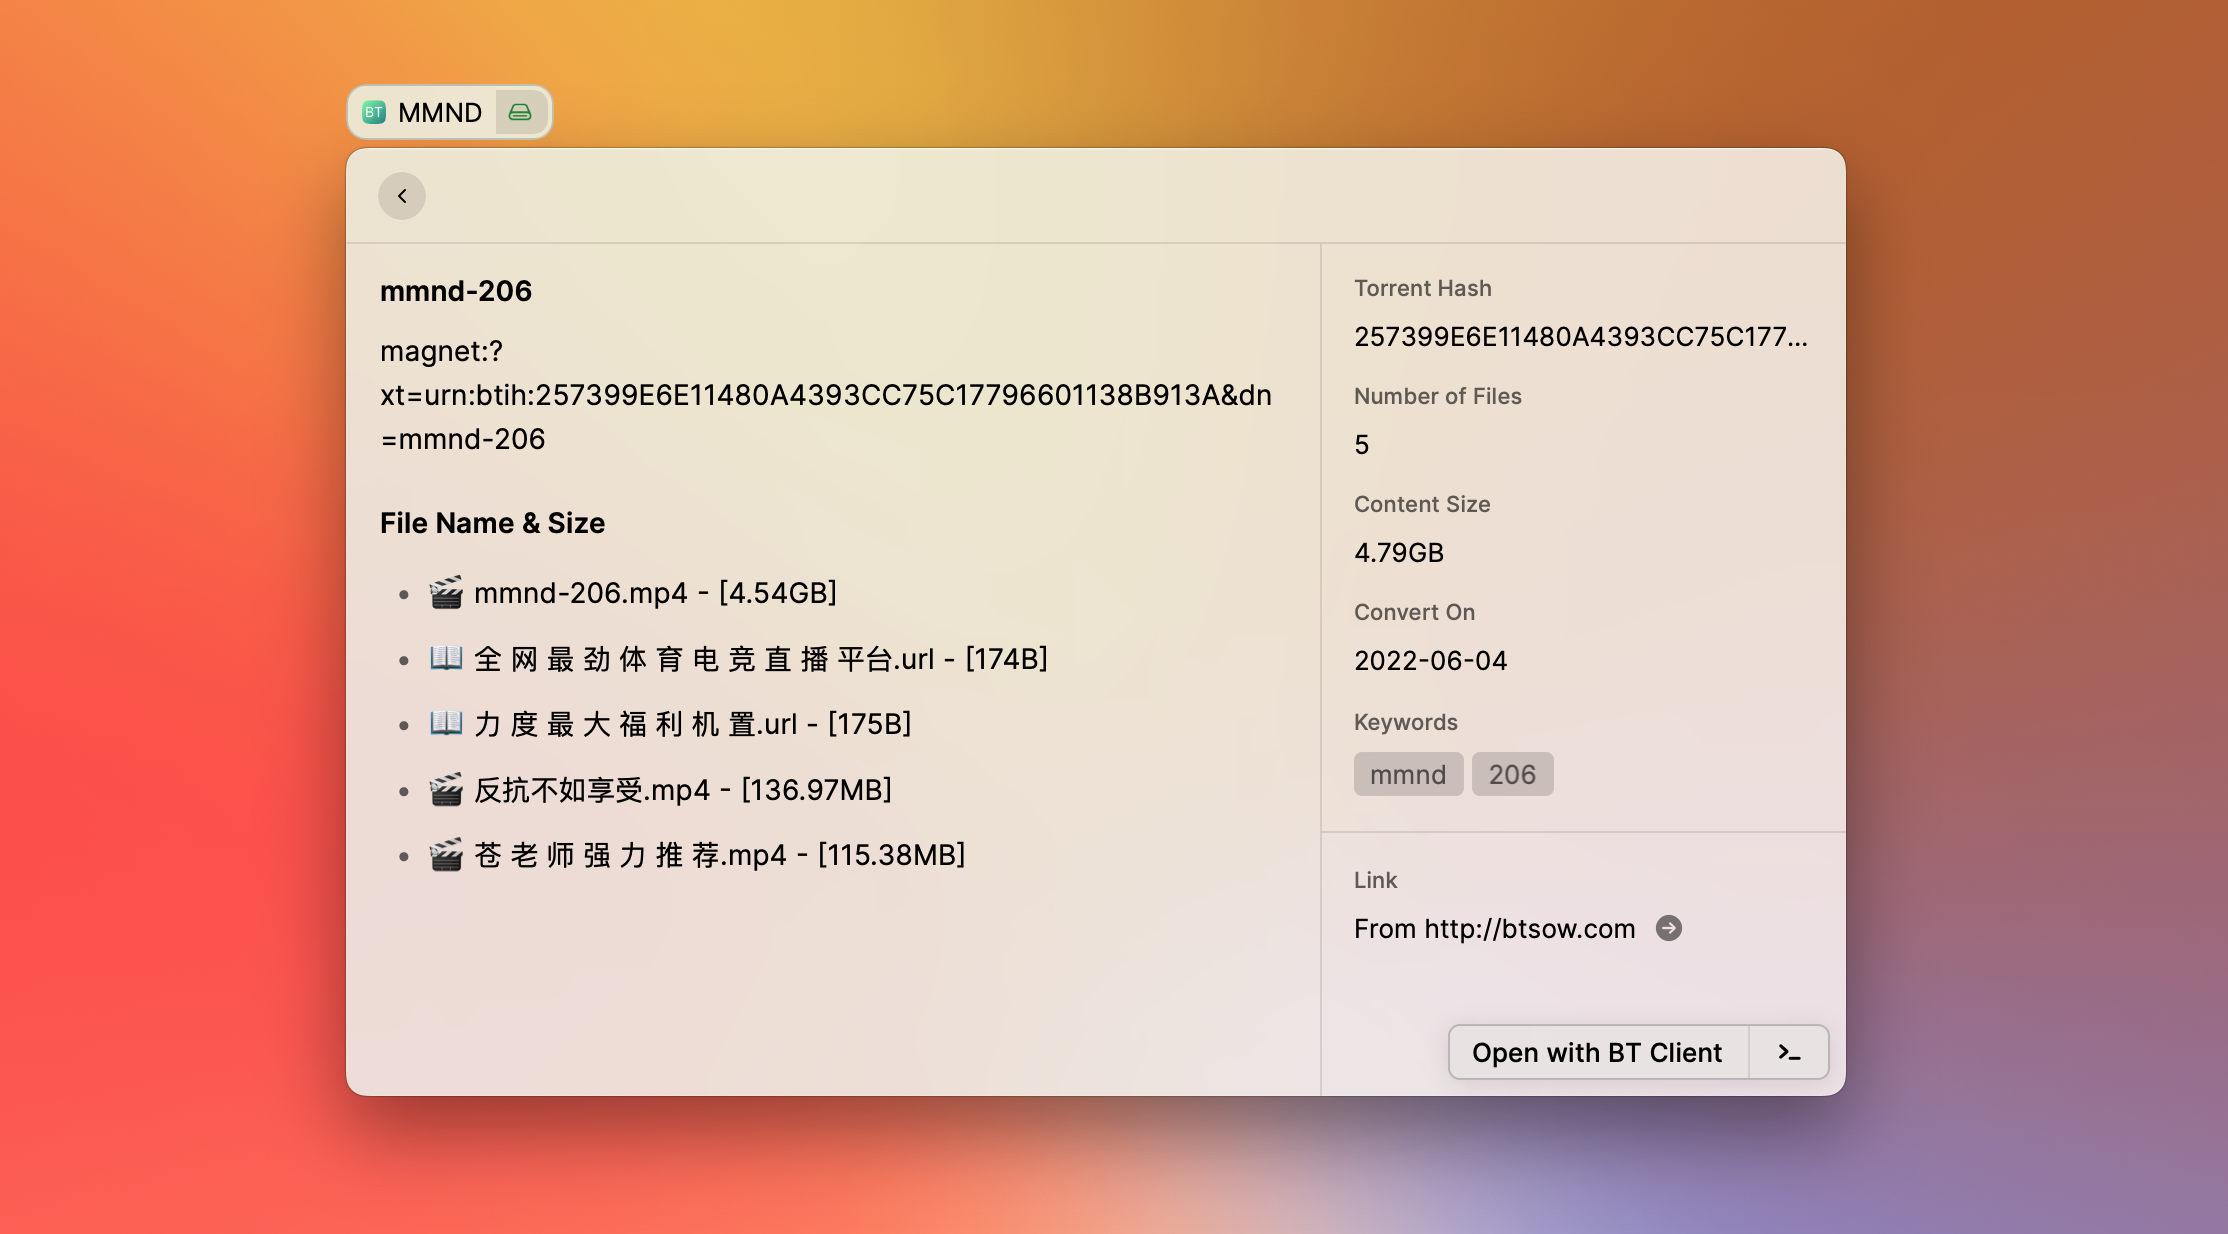 BT MMND
mmnd-206
magnet:?
xt=urn:btih:257399E6E11480A4393CC75C17796601138B913A&dn
=mmnd-206
File Name & Size
mmnd-206.mp4 - [4.54GB]
全 网 最 劲 体 育 电 竞 直 播 平台.url - [174B]
力 度 最 大 福 利 机 置.url - [175B]
反抗不如享受.mp4 - [136.97MB]
苍 老 师 强 力 推 荐.mp4 - [115.38MB]
Torrent Hash
257399E6E11480A4393CC75C177...
Number of Files
5
Content Size
4.79GB
Convert On
2022-06-04
Keywords
mmnd 206
Link
From http://btsow.com
Open with BT Client